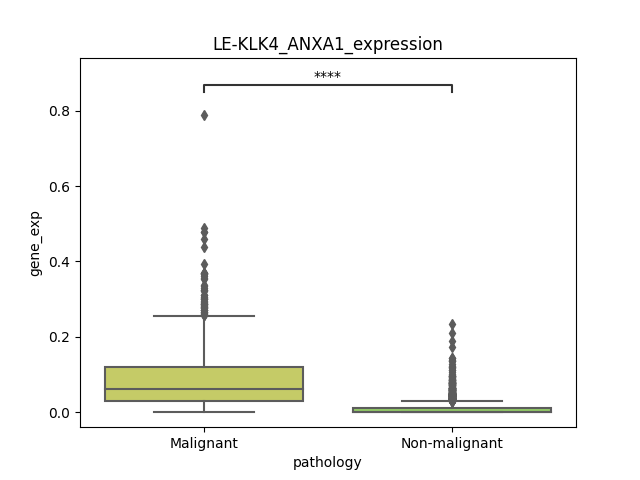 LE-KLK4_ANXA1_expression
****
0.8
0.6
0.4
0.2
0.0
gene_exp
Malignant
Non-malignant
pathology